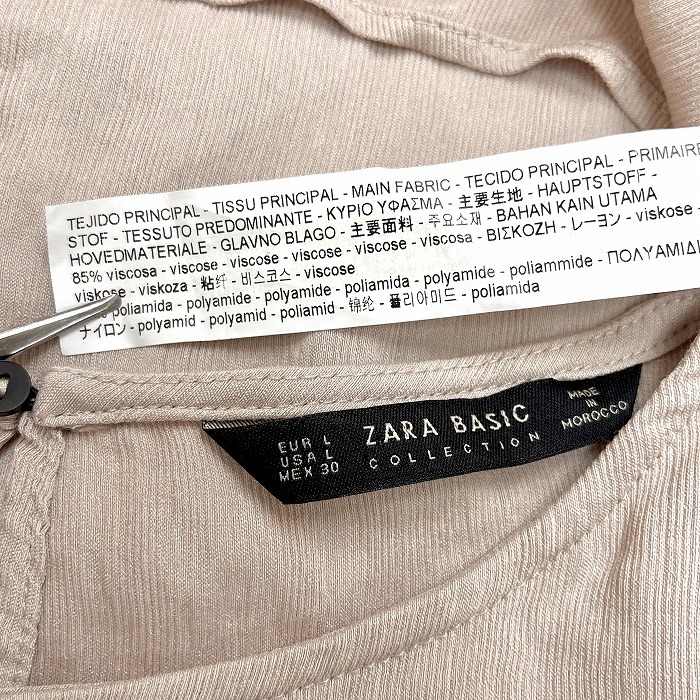 TEJIDO PRINCIPAL - TISSU PRINCIPAL - MAIN FABRIC - TECIDO PRINCIPAL - PRIMAIRE
STOF - TESSUTO PREDOMINANTE - ΚΥΡΙΟ ΥΦΑΣΜΑ - 主要生地 - HAUPTSTOFF -
HOVEDMATERIALE - GLAVNO BLAGO - 主要面料 - 주요소재 - BAHAN KAIN UTAMA
85% viscosa - viscose - viscose - viscose - viscose - ΒΙΣΚΟΖΗ - レーヨン - viskose -
viskose - viskoza - 粘纤 - 비스코스 - viscose
poliamida - polyamide - polyamide - poliamida - polyamide - poliammide - ΠΟΛΥΑΜΙΔ
ナイロン - polyamid - polyamid - poliamid - 锦纶 - 폴리아미드 - poliamida
EUR L
USA L
MEX 30
ZARA BASIC
COLLECTION
MADE
IN
MOROCCO